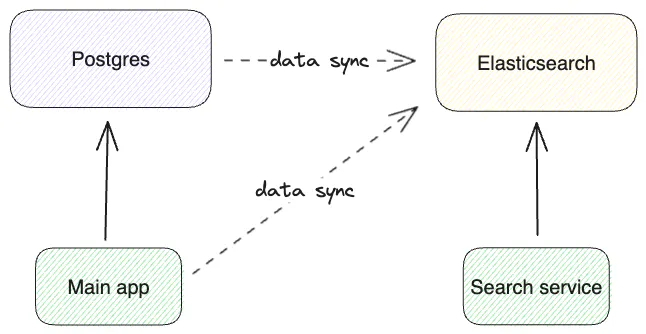 Postgres
data sync
Elasticsearch
data sync
Main app
Search service